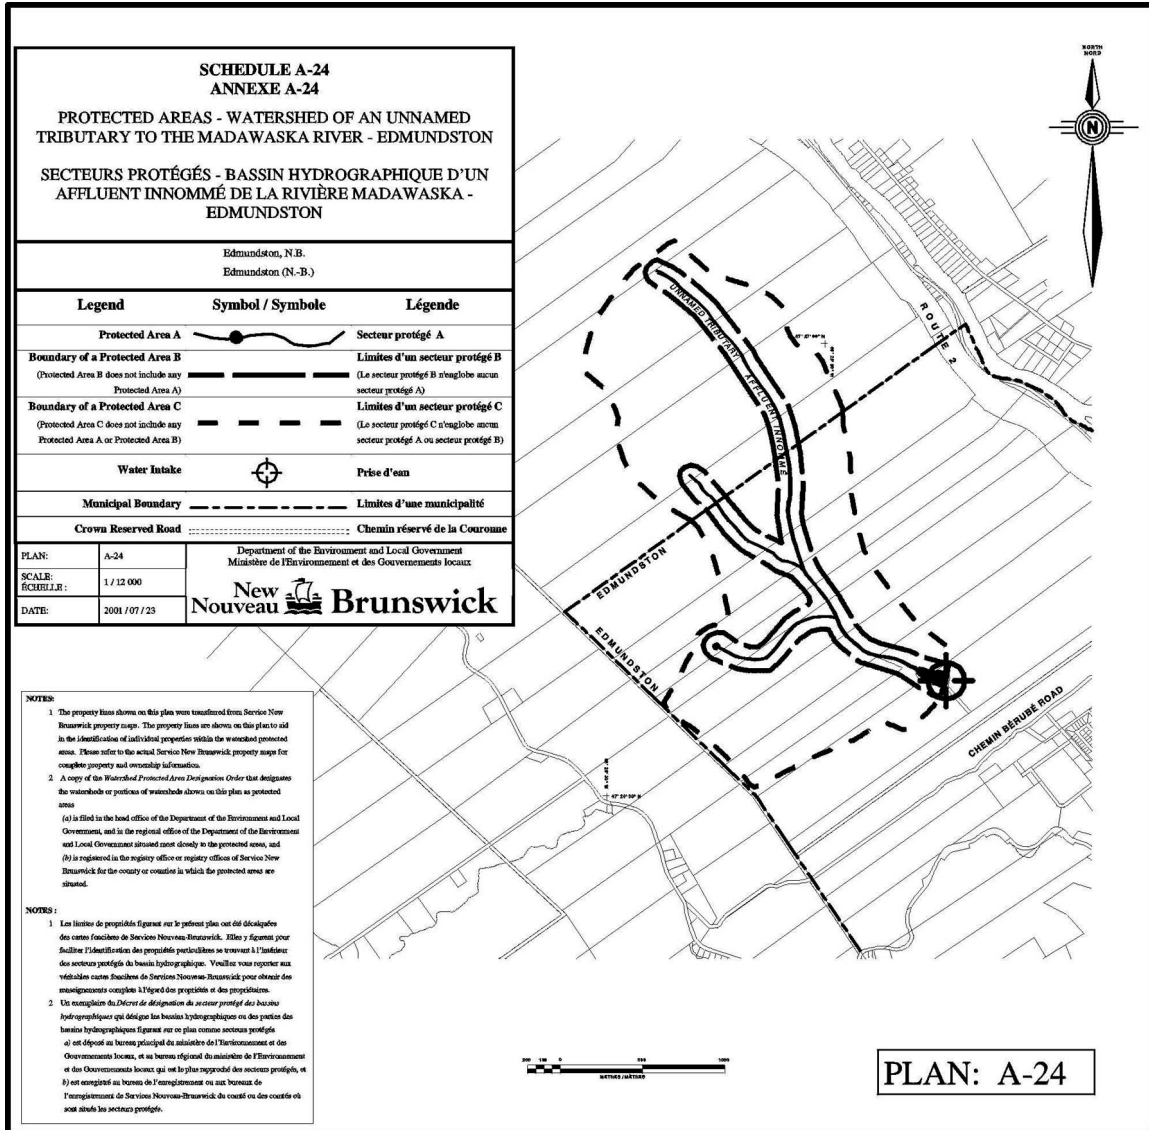 SCHEDULE A-24
ANNEXE A-24
PROTECTED AREAS - WATERSHED OF AN UNNAMED
TRIBUTARY TO THE MADAWASKA RIVER - EDMUNDSTON
SECTEURS PROTÉGÉS - BASSIN HYDROGRAPHIQUE D'UN
AFFLUENT INNOMMÉ DE LA RIVIÈRE MADAWASKA -
EDMUNDSTON
Edmundston, N.B.
Edmundston (N.-B.)
Legend Symbol / Symbole Légende
Protected Area A Secteur protégé A
Boundary of a Protected Area B Limites d'un secteur protégé B
(Protected Area B does not include any (Le secteur protégé B n'englobe aucun
Protected Area A) secteur protégé A)
Boundary of a Protected Area C Limites d'un secteur protégé C
(Protected Area C does not include any (Le secteur protégé C n'englobe aucun
Protected Area A or Protected Area B) secteur protégé A ou secteur protégé B)
Water Intake Prise d'eau
Municipal Boundary Limites d'une municipalité
Crown Reserved Road Chemin réservé de la Couronne
PLAN: A-24
SCALE: 1 / 12 000
ÉCHELLE :
DATE: 2001 / 07 / 23
Department of the Environment and Local Government
Ministère de l'Environnement et des Gouvernements locaux
New
Nouveau Brunswick
NOTES:
1 The property lines shown on this plan were transferred from Service New
Brunswick property maps. The property lines are shown on this plan to aid
in the identification of individual properties within the watershed protected
areas. Please refer to the actual Service New Brunswick property maps for
complete property and ownership information.
2 A copy of the Watershed Protected Area Designation Order that designates
the watersheds or portions of watersheds shown on this plan as protected
areas
(a) is filed in the head office of the Department of the Environment and Local
Government, and in the regional office of the Department of the Environment
and Local Government situated most closely to the protected areas, and
(b) is registered in the registry office or registry offices of Service New
Brunswick for the county or counties in which the protected areas are
situated.
NOTES :
1 Les limites de propriétés figurant sur le présent plan ont été décalquées
des cartes foncières de Services Nouveau-Brunswick. Elles y figurent pour
faciliter l'identification des propriétés particulières se trouvant à l'intérieur
des secteurs protégés du bassin hydrographique. Veuillez vous reporter aux
véritables cartes foncières de Services Nouveau-Brunswick pour obtenir des
renseignements complets à l'égard des propriétés et des propriétaires.
2 Un exemplaire du Décret de désignation du secteur protégé des bassins
hydrographiques qui désigne les bassins hydrographiques ou des parties des
bassins hydrographiques figurant sur ce plan comme secteurs protégés
a) est déposé au bureau principal du ministère de l'Environnement et des
Gouvernements locaux, et au bureau régional du ministère de l'Environnement
et des Gouvernements locaux qui est le plus rapproché des secteurs protégés, et
b) est enregistré au bureau de l'enregistrement ou aux bureaux de
l'enregistrement de Services Nouveau-Brunswick du comté ou des comtés où
sont situés les secteurs protégés.
NORTH
NORD
N
ROUTE 2
UNNAMED TRIBUTARY
AFFLUENT INNOMMÉ
EDMUNDSTON
EDMUNDSTON
CHEMIN BÉRUBÉ ROAD
METRES / MÈTRES
PLAN: A-24